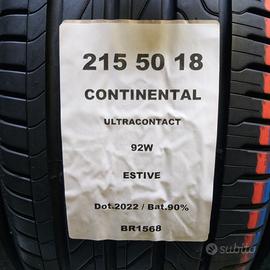 215 50 18
CONTINENTAL
ULTRACONTACT
92W
ESTIVE
Dot.2022 / Bat.90%
BR1568
subito